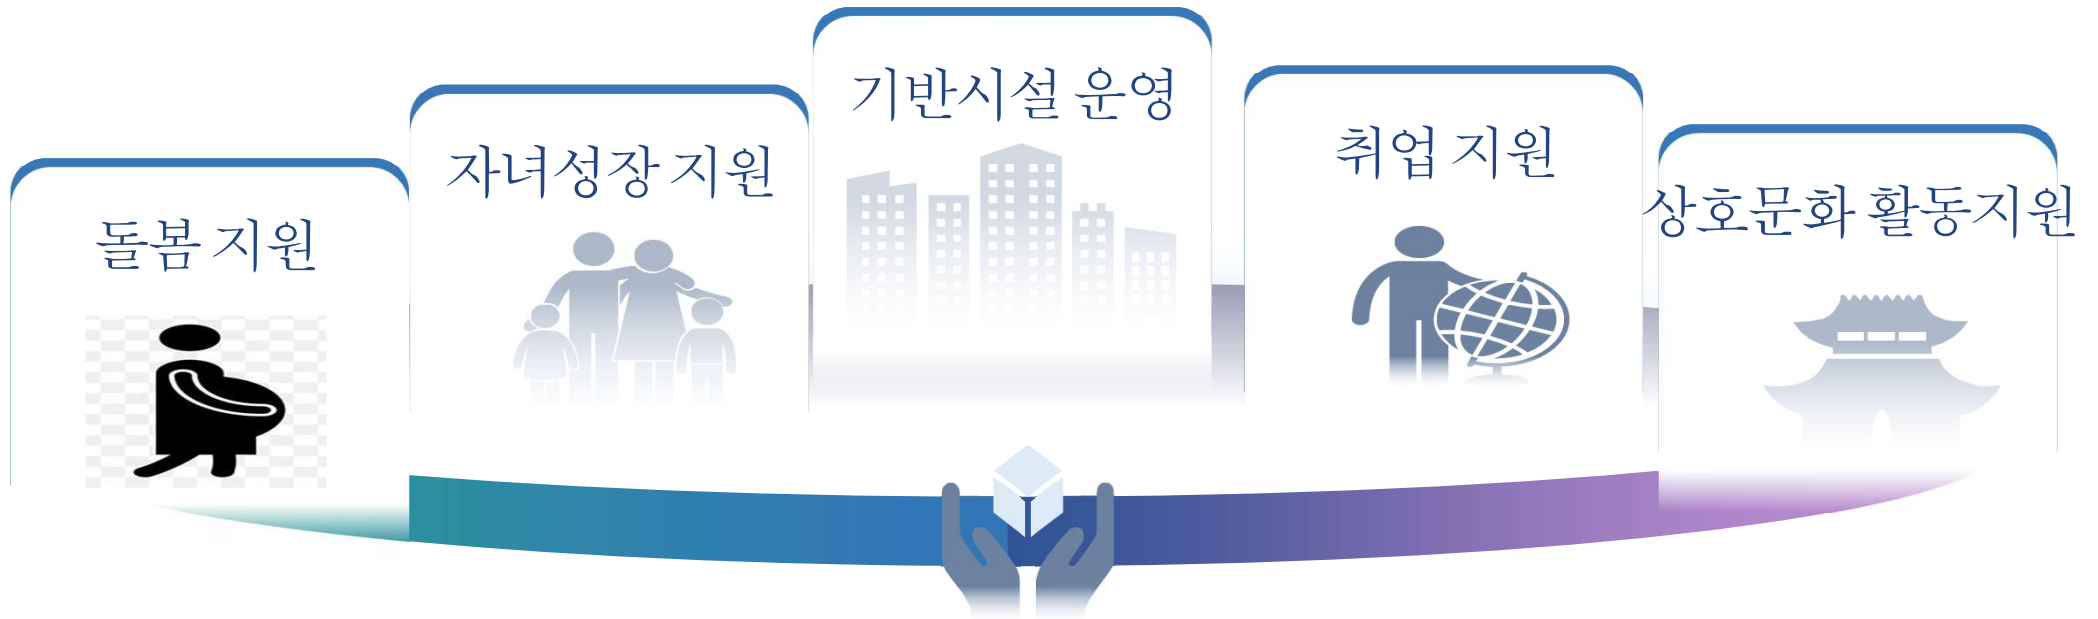 돌봄 지원
자녀성장 지원
기반시설 운영
취업 지원
상호문화 활동지원